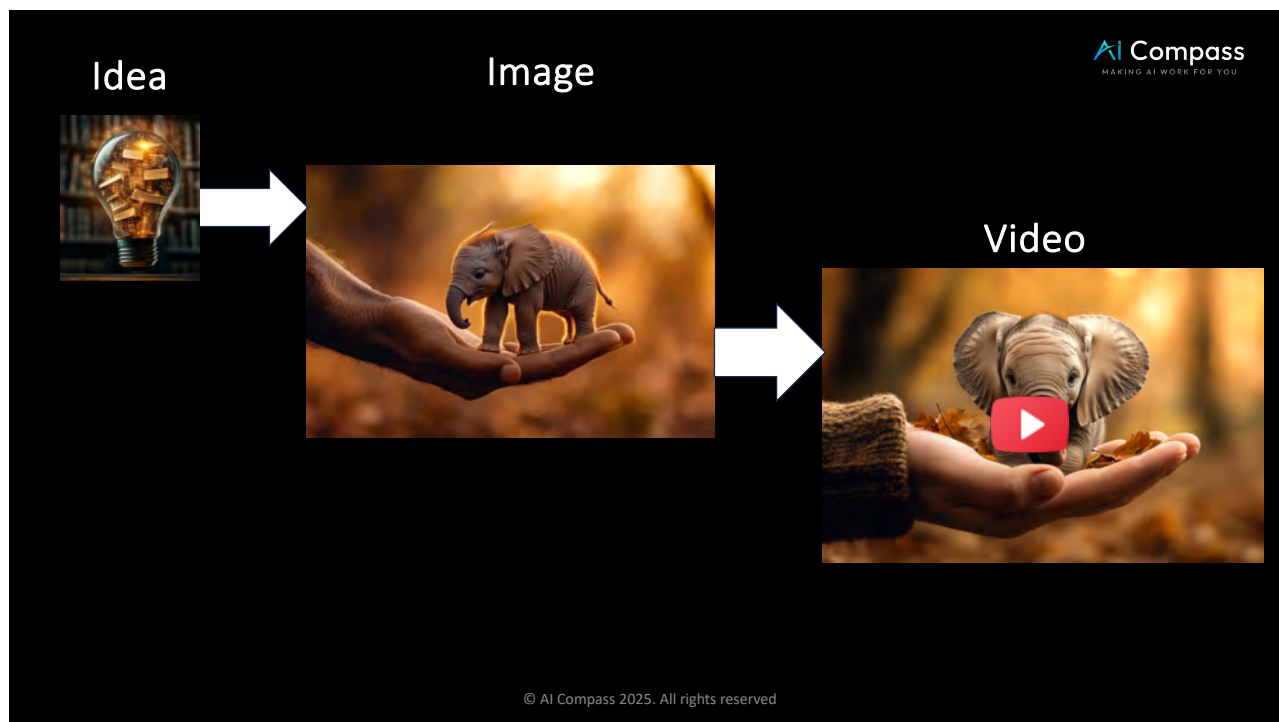 Idea
Image
Ai Compass
MAKING AI WORK FOR YOU
Video
© AI Compass 2025. All rights reserved